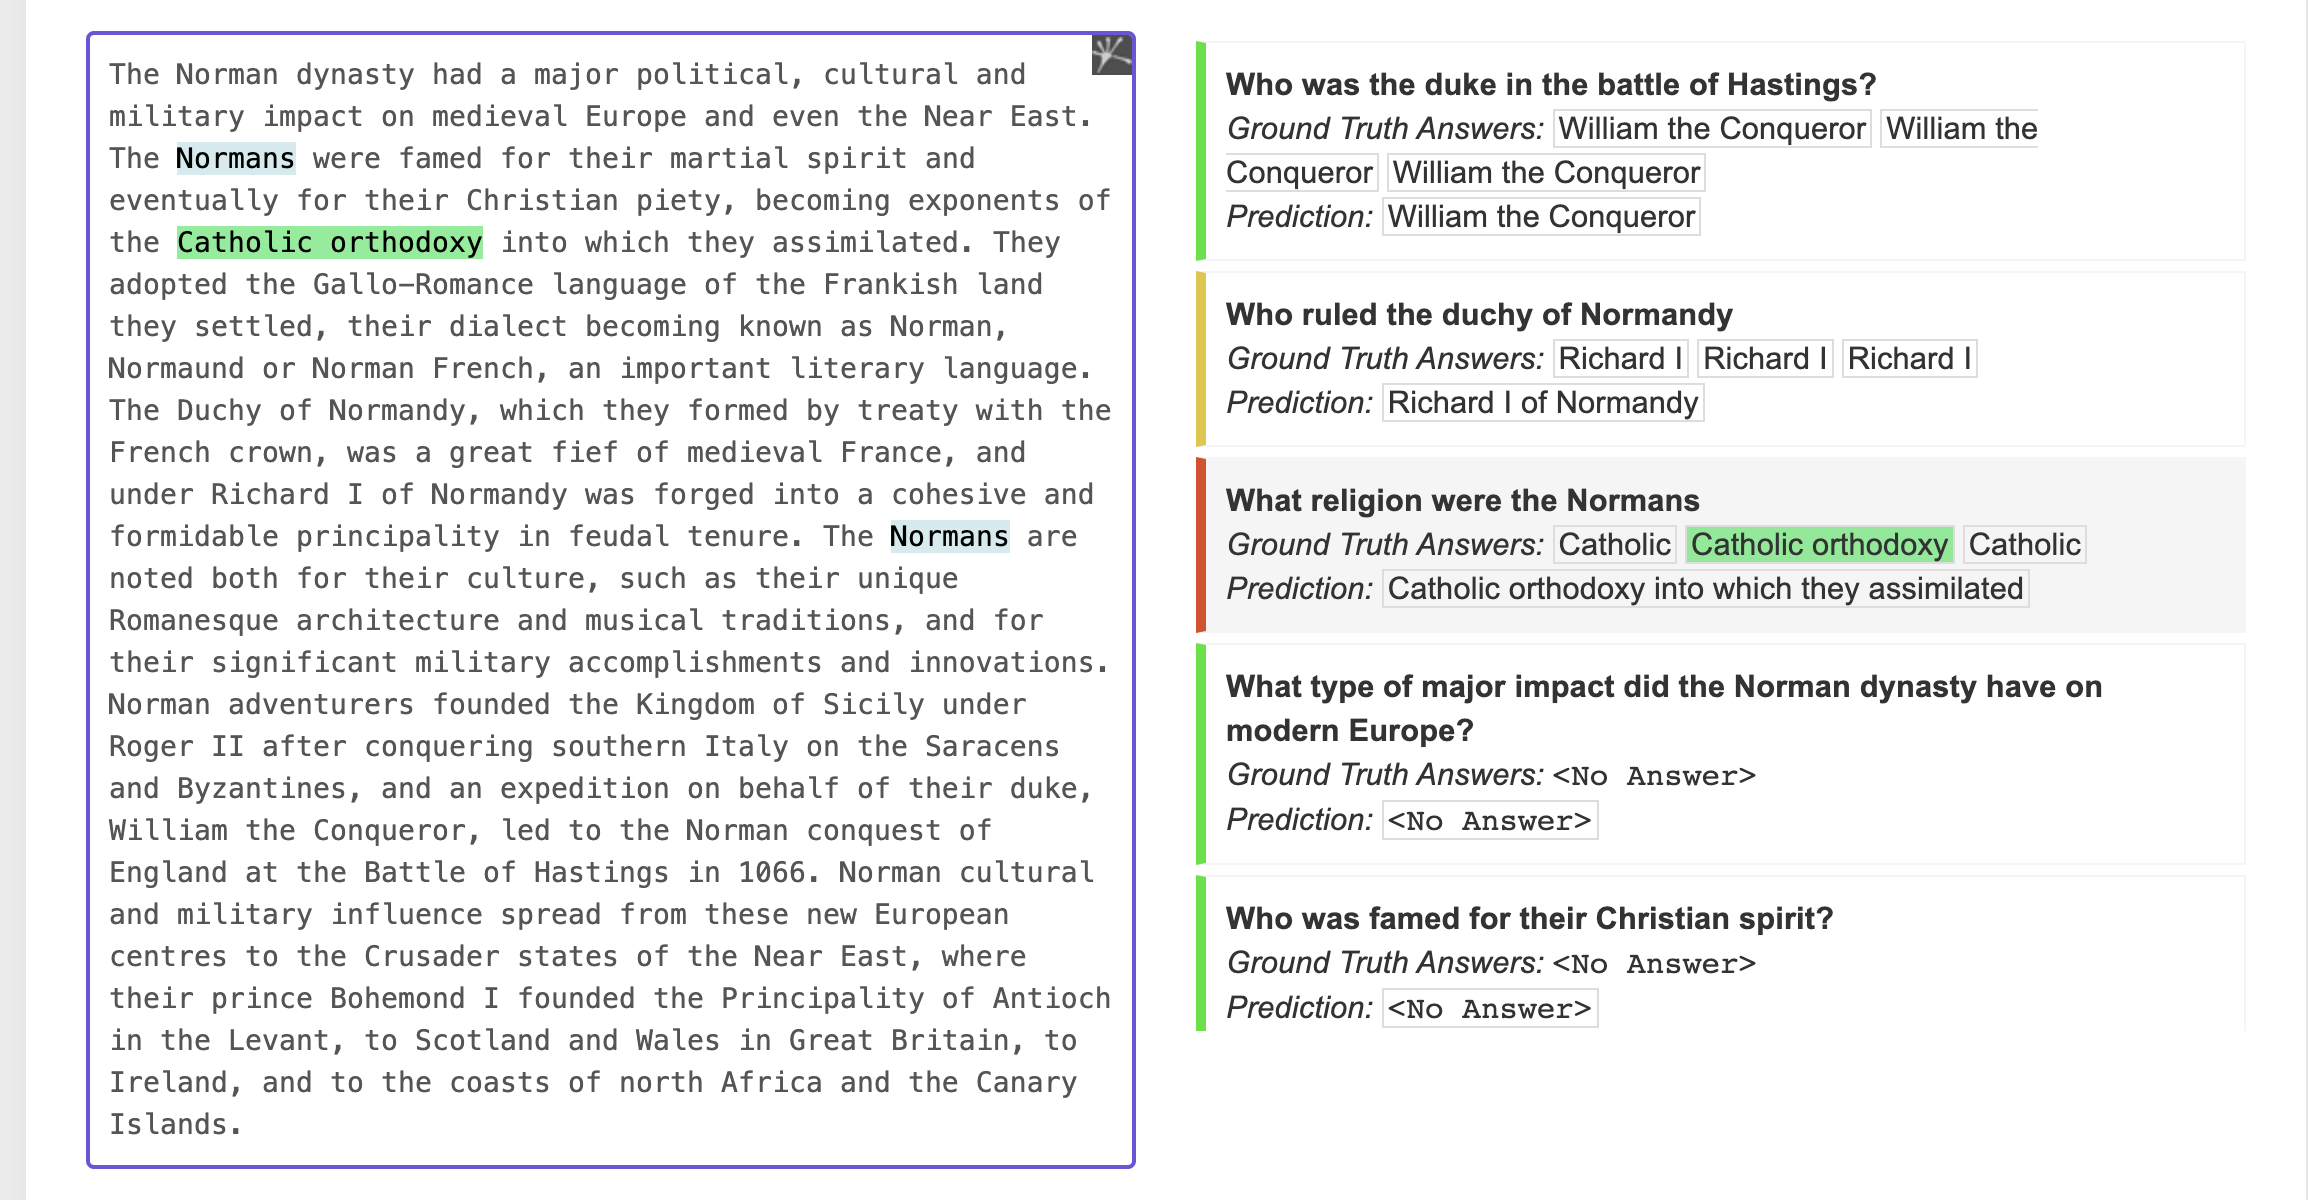 The Norman dynasty had a major political, cultural and
military impact on medieval Europe and even the Near East.
The Normans were famed for their martial spirit and
eventually for their Christian piety, becoming exponents of
the Catholic orthodoxy into which they assimilated. They
adopted the Gallo–Romance language of the Frankish land
they settled, their dialect becoming known as Norman,
Normaund or Norman French, an important literary language.
The Duchy of Normandy, which they formed by treaty with the
French crown, was a great fief of medieval France, and
under Richard I of Normandy was forged into a cohesive and
formidable principality in feudal tenure. The Normans are
noted both for their culture, such as their unique
Romanesque architecture and musical traditions, and for
their significant military accomplishments and innovations.
Norman adventurers founded the Kingdom of Sicily under
Roger II after conquering southern Italy on the Saracens
and Byzantines, and an expedition on behalf of their duke,
William the Conqueror, led to the Norman conquest of
England at the Battle of Hastings in 1066. Norman cultural
and military influence spread from these new European
centres to the Crusader states of the Near East, where
their prince Bohemond I founded the Principality of Antioch
in the Levant, to Scotland and Wales in Great Britain, to
Ireland, and to the coasts of north Africa and the Canary
Islands.
Who was the duke in the battle of Hastings?
Ground Truth Answers: William the Conqueror William the
Conqueror William the Conqueror
Prediction: William the Conqueror
Who ruled the duchy of Normandy
Ground Truth Answers: Richard I Richard I Richard I
Prediction: Richard I of Normandy
What religion were the Normans
Ground Truth Answers: Catholic Catholic orthodoxy Catholic
Prediction: Catholic orthodoxy into which they assimilated
What type of major impact did the Norman dynasty have on
modern Europe?
Ground Truth Answers: <No Answer>
Prediction: <No Answer>
Who was famed for their Christian spirit?
Ground Truth Answers: <No Answer>
Prediction: <No Answer>